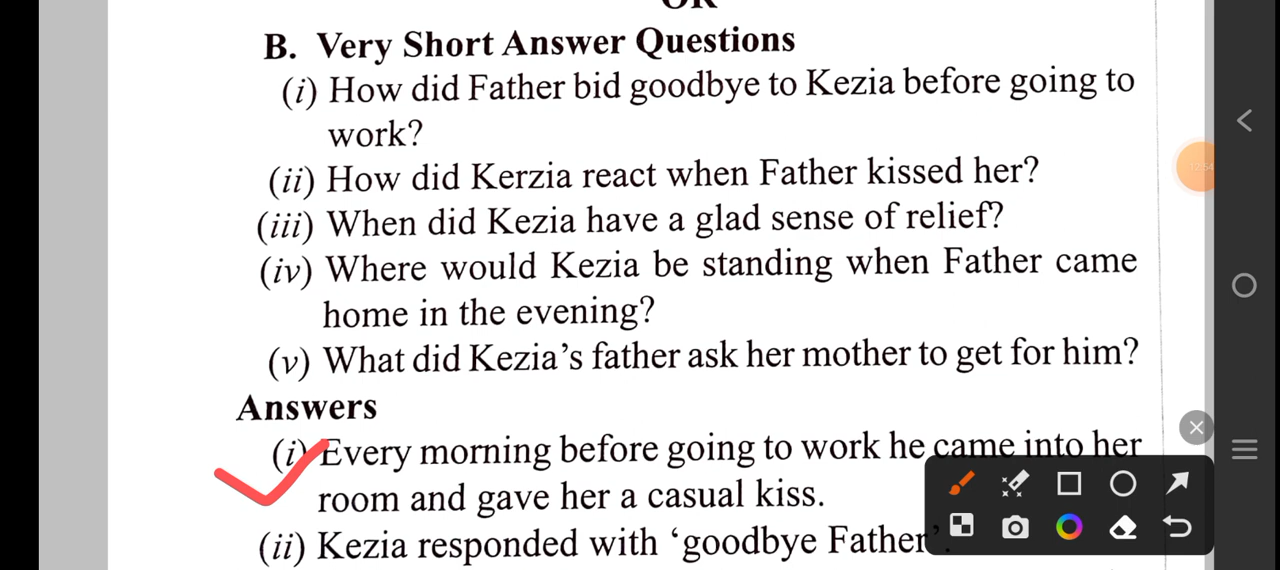 OR
B. Very Short Answer Questions
(i) How did Father bid goodbye to Kezia before going to
work?
(ii) How did Kerzia react when Father kissed her?
(iii) When did Kezia have a glad sense of relief?
(iv) Where would Kezia be standing when Father came
home in the evening?
(v) What did Kezia's father ask her mother to get for him?
Answers
(i) Every morning before going to work he came into her
room and gave her a casual kiss.
(ii) Kezia responded with ‘goodbye Father’.
12:54